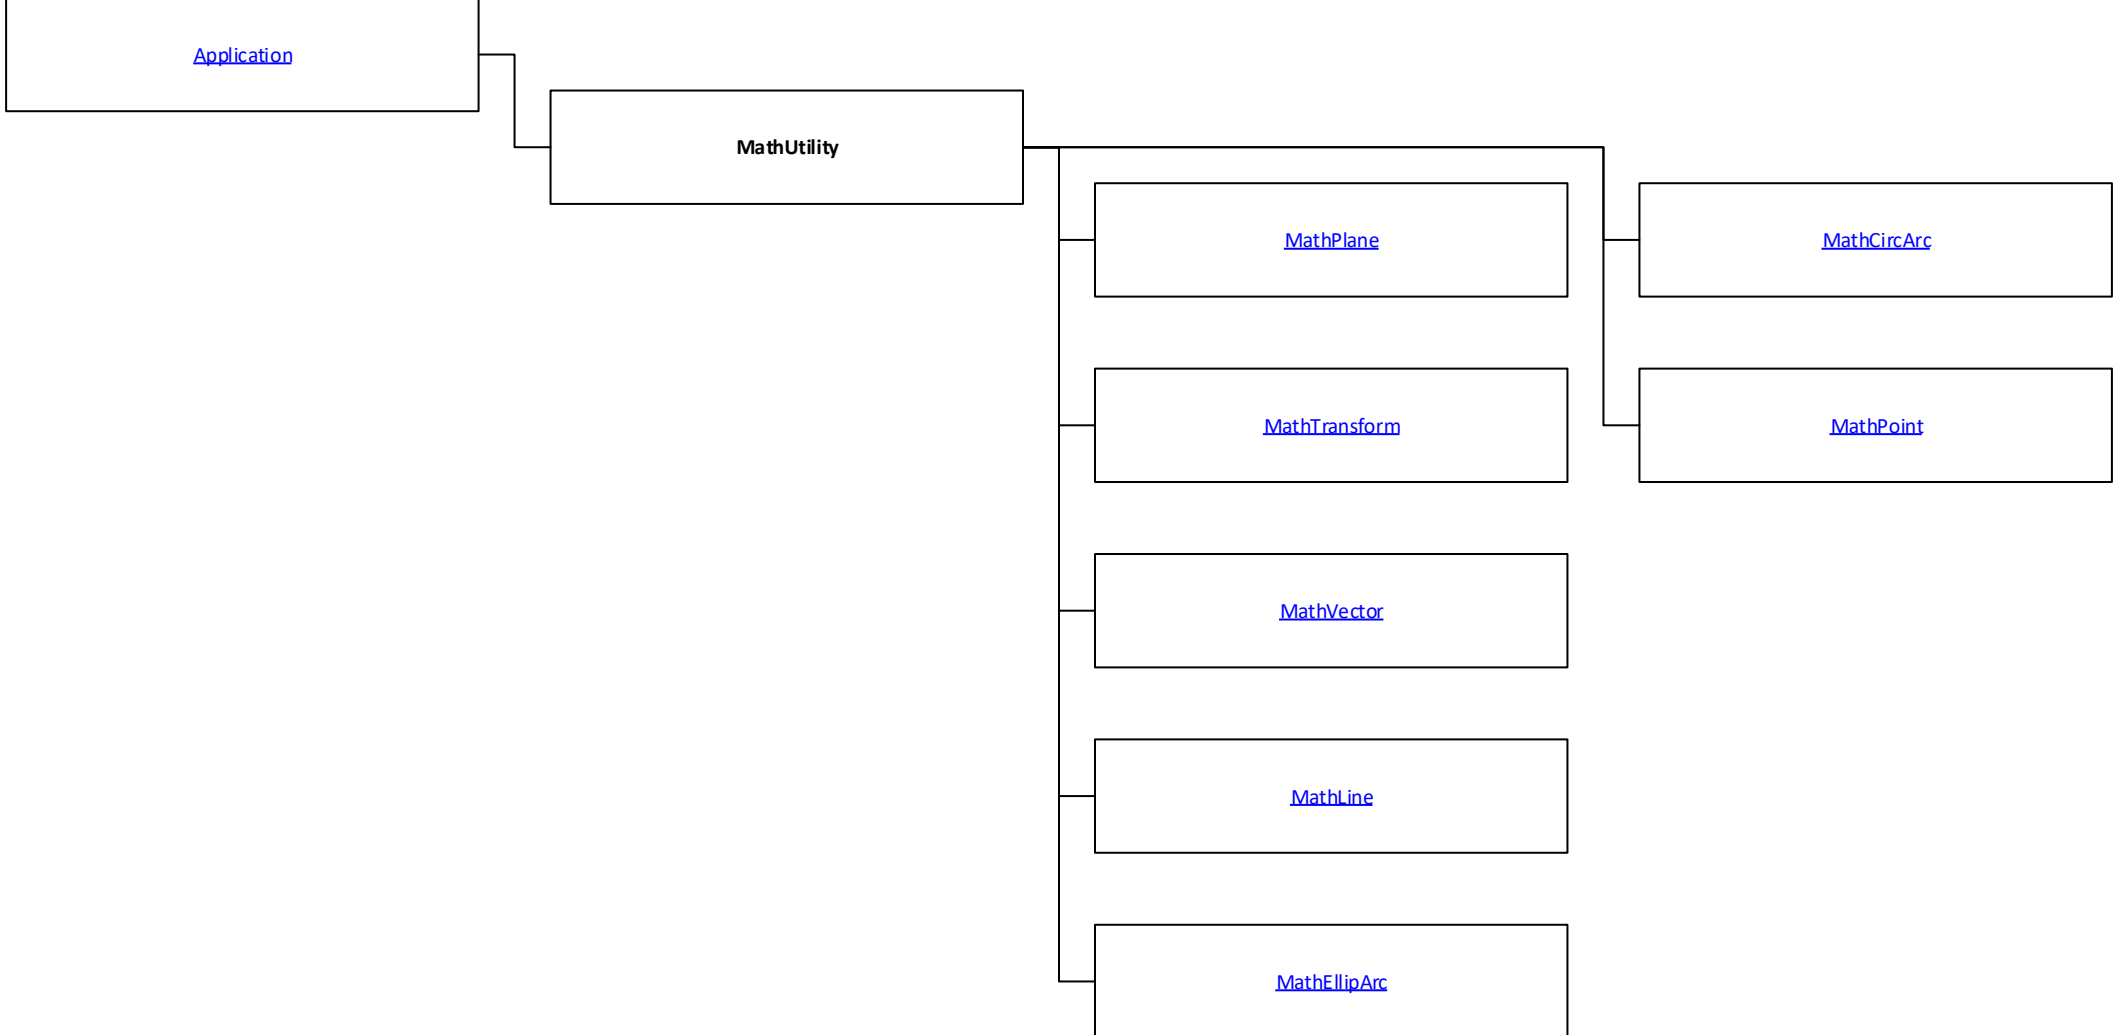 Application
MathUtility
MathPlane
MathCircArc
MathTransform
MathPoint
MathVector
MathLine
MathEllipArc